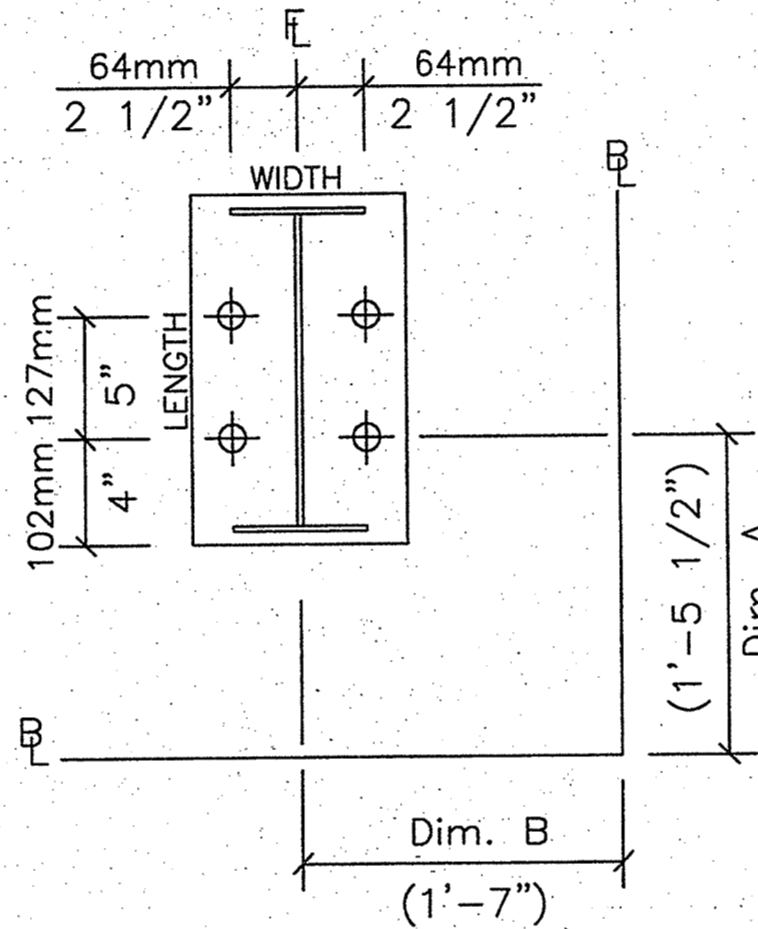 FL
64mm 64mm
2 1/2" 2 1/2"
BL
WIDTH
LENGTH
127mm
5"
102mm
4"
(1'-5 1/2")
BL
Dim. B
(1'-7")